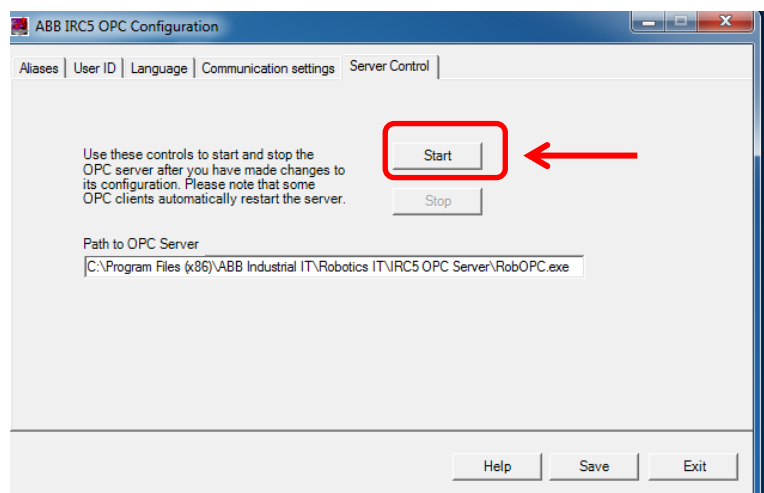 ABB IRC5 OPC Configuration
Aliases User ID Language Communication settings Server Control
Use these controls to start and stop the
OPC server after you have made changes to
its configuration. Please note that some
OPC clients automatically restart the server.
Start
Stop
Path to OPC Server
C:\Program Files (x86)\ABB Industrial IT\Robotics IT\IRC5 OPC Server\RobOPC.exe
Help Save Exit